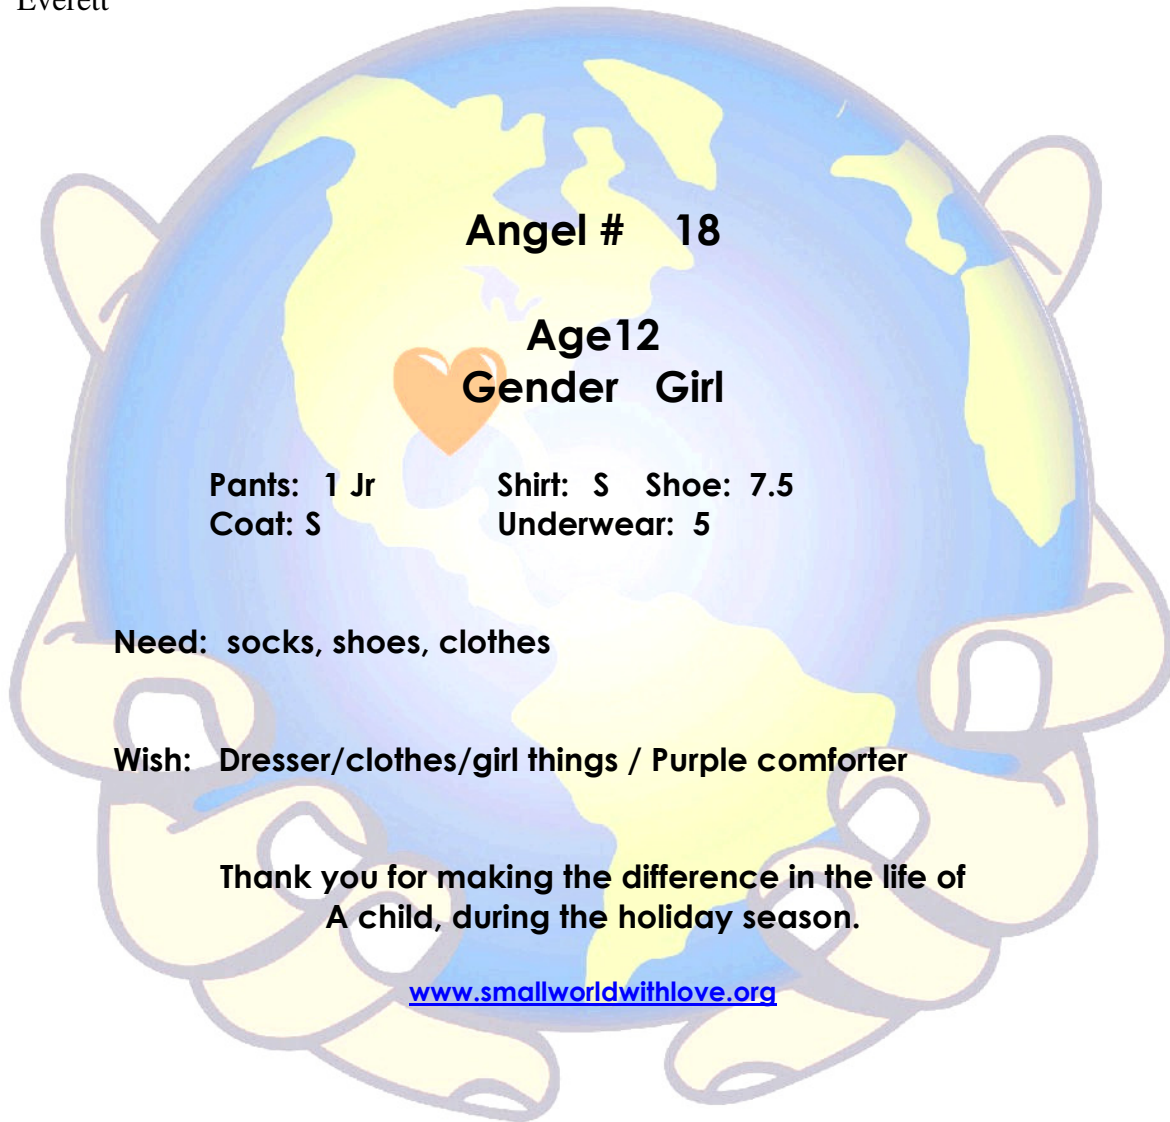 Everett
Angel # 18
Age12
Gender Girl
Pants: 1 Jr Shirt: S Shoe: 7.5
Coat: S Underwear: 5
Need: socks, shoes, clothes
Wish: Dresser/clothes/girl things / Purple comforter
Thank you for making the difference in the life of
A child, during the holiday season.
www.smallworldwithlove.org